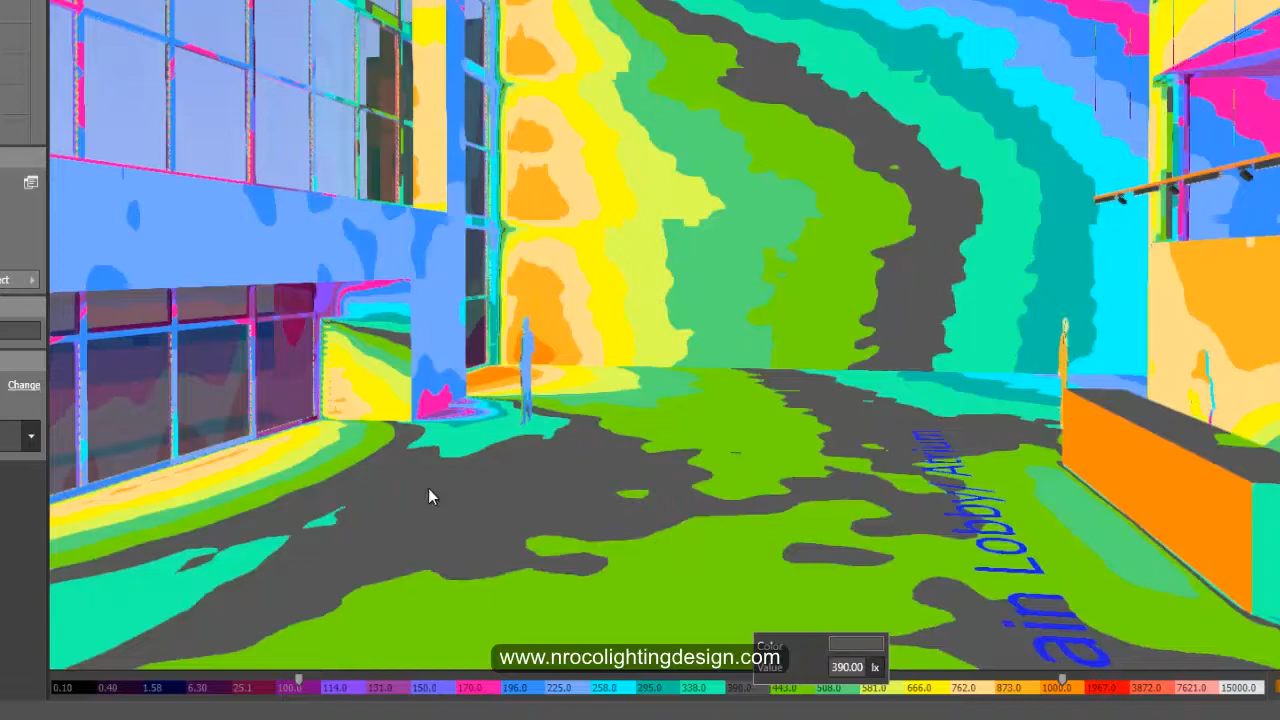 ect
Change
ain Lobby/Atrium
www.nrocolightingdesign.com
Color
Value
390.00 lx
0.10 0.40 1.58 6.30 25.1 100.0 114.0 131.0 150.0 170.0 196.0 225.0 258.0 295.0 338.0 390.0 443.0 508.0 581.0 666.0 762.0 873.0 1000.0 1967.0 3872.0 7621.0 15000.0